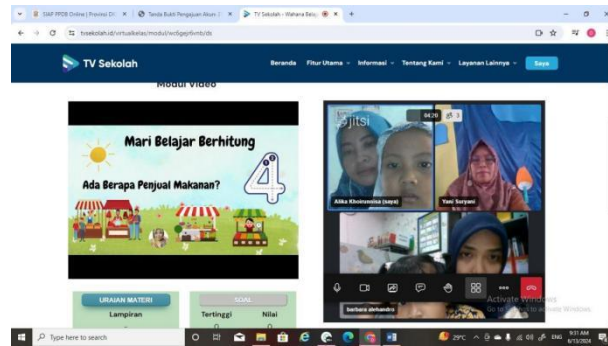 SIAP PPDB Online | Provinsi DI
Tanda Bukti Pengajuan Akun
TV Sekolah - Wahana Belaj
tvsekolah.id/virtualkelas/modul/
TV Sekolah
Beranda
Fitur Utama
Informasi
Tentang Kami
Layanan Lainnya
Saya
Modul Video
Mari Belajar Berhitung
Ada Berapa Penjual Makanan?
4
jitsi
04:20
3
Alika Khoirunnisa (saya)
Yani Suryani
barbara alehandro
URAIAN MATERI
Lampiran
-
SOAL
Tertinggi
Nilai
0
0
Activate Windows
Go to Settings to activate Windows.
Type here to search
29°C
ENG
9:31 AM
6/13/2024